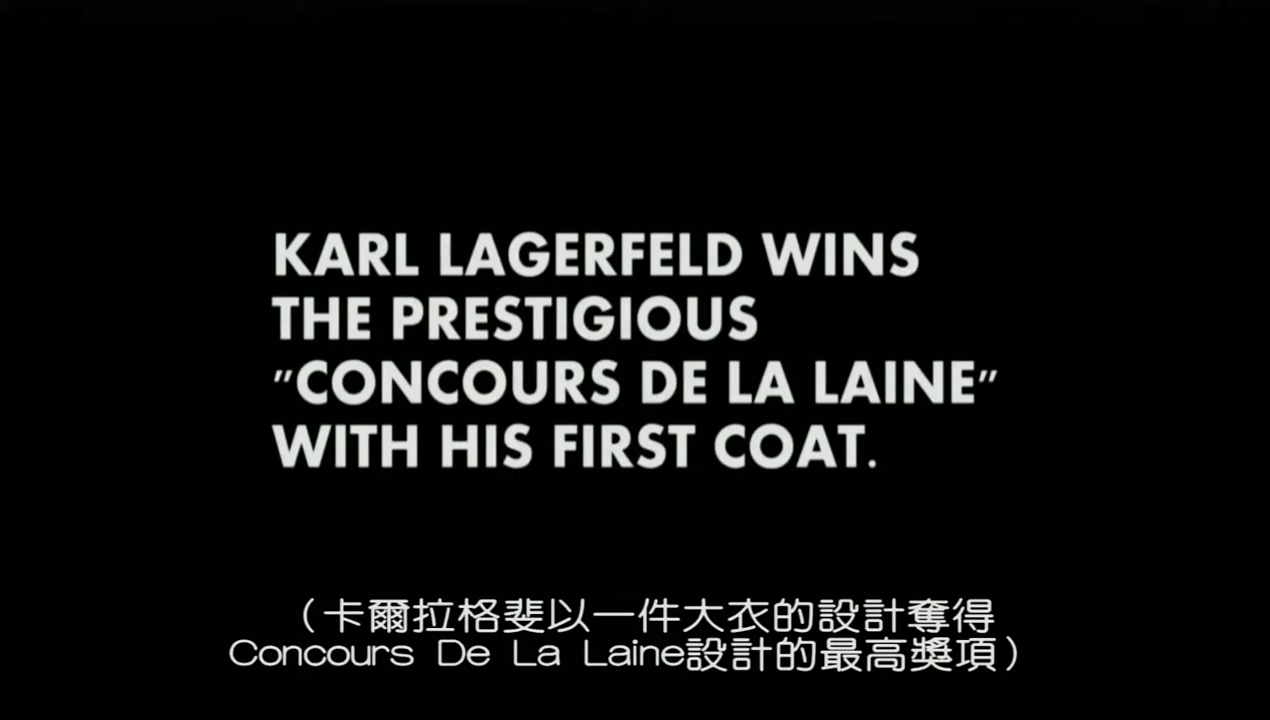 KARL LAGERFELD WINS
THE PRESTIGIOUS
"CONCOURS DE LA LAINE"
WITH HIS FIRST COAT.
（卡爾拉格斐以一件大衣的設計奪得
Concours De La Laine設計的最高獎項）